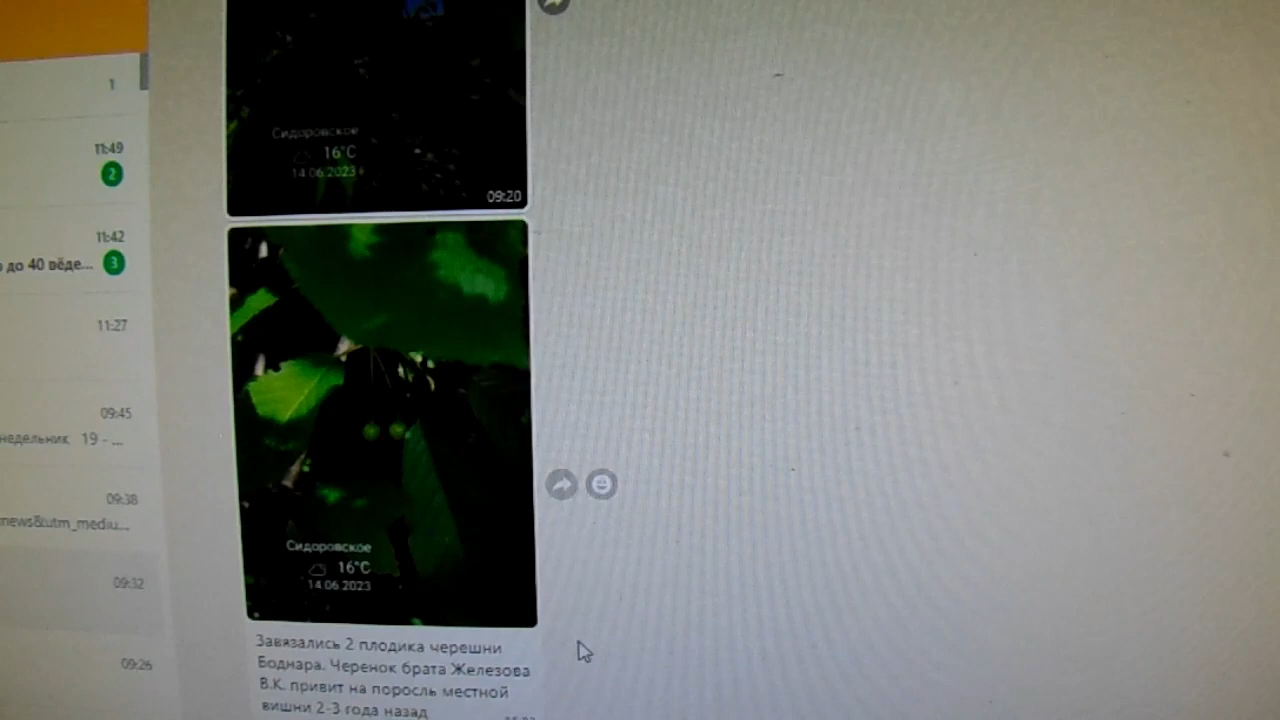 1
11:49
2
11:42
до 40 вёде...
3
11:27
09:45
недельник 19 - ...
09:38
news&utm_mediu...
09:32
09:26
Сидоровское
16°C
14.06.2023
09:20
Сидоровское
16°C
14.06.2023
Завязались 2 плодика черешни
Боднара. Черенок брата Железова
В.К. привит на поросль местной
вишни 2-3 года назад